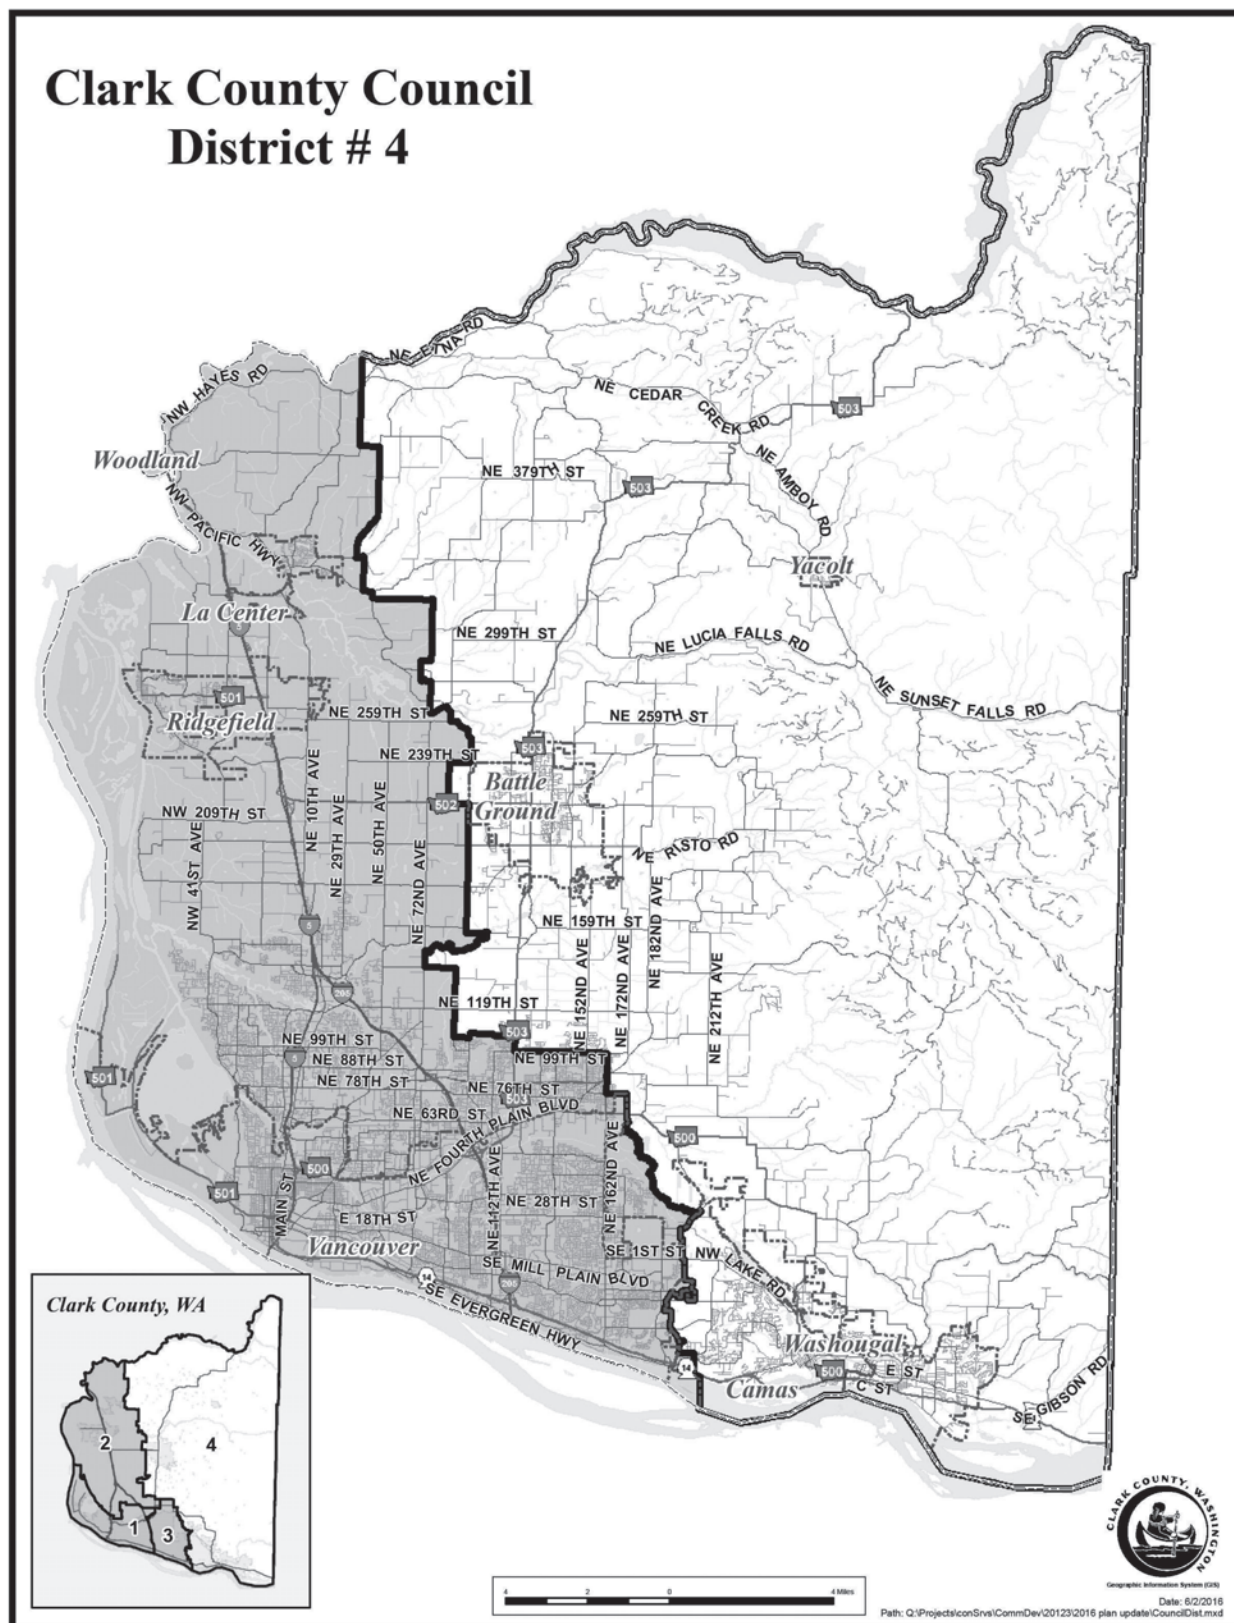 Clark County Council
District # 4
NE ETNA RD
NW HAYES RD
NE CEDAR CREEK RD
503
Woodland
NE 379TH ST
503
NE AMBOY RD
NW PACIFIC HWY
Yacolt
La Center
NE 299TH ST
NE LUCIA FALLS RD
501
NE SUNSET FALLS RD
Ridgefield
NE 259TH ST
NE 259TH ST
NE 239TH ST
503
Battle
Ground
NE 10TH AVE
NE 29TH AVE
NE 50TH AVE
502
NW 209TH ST
NW 41ST AVE
NE 72ND AVE
NE RISTO RD
NE 159TH ST
NE 182ND AVE
5
NE 152ND AVE
NE 172ND AVE
NE 212TH AVE
205
NE 119TH ST
503
NE 99TH ST
5
NE 88TH ST
NE 99TH ST
501
NE 78TH ST
NE 76TH ST
503
NE 63RD ST
NE FOURTH PLAIN BLVD
500
500
501
MAIN ST
NE 112TH AVE
NE 162ND AVE
NE 28TH ST
E 18TH ST
Vancouver
SE 1ST ST
NW LAKE RD
SE MILL PLAIN BLVD
14
205
SE EVERGREEN HWY
Washougal
14
500
E ST
C ST
Camas
SE GIBSON RD
Clark County, WA
2
4
1
3
CLARK COUNTY, WASHINGTON
Geographic Information System (GIS)
4 2 0 4 Miles
Date: 6/2/2016
Path: Q:\Projects\conSrvs\CommDev\20123\2016 plan update\CouncilDist.mxd